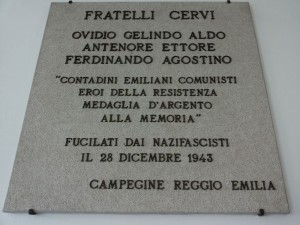 FRATELLI CERVI
OVIDIO GELINDO ALDO
ANTENORE ETTORE
FERDINANDO AGOSTINO
"CONTADINI EMILIANI COMUNISTI
EROI DELLA RESISTENZA
MEDAGLIA D'ARGENTO
ALLA MEMORIA"
FUCILATI DAI NAZIFASCISTI
IL 28 DICEMBRE 1943
CAMPEGINE REGGIO EMILIA